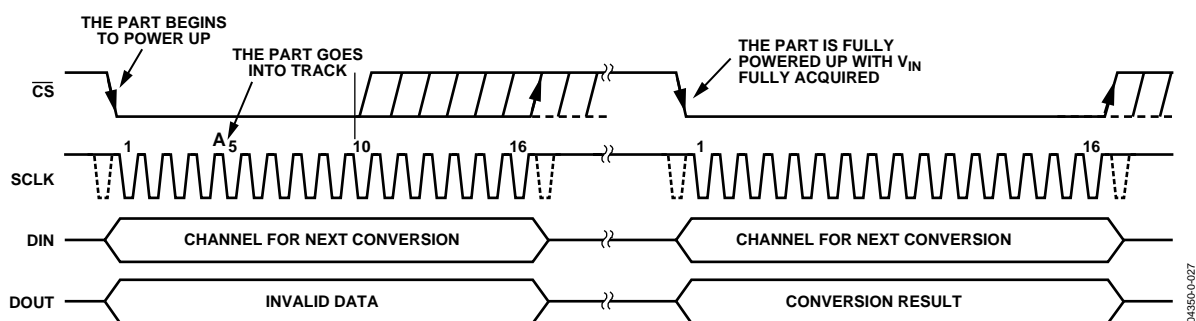 THE PART BEGINS
TO POWER UP
THE PART GOES
INTO TRACK
THE PART IS FULLY
POWERED UP WITH VIN
FULLY ACQUIRED
CS
A
1 5 10 16 1 16
SCLK
DIN CHANNEL FOR NEXT CONVERSION CHANNEL FOR NEXT CONVERSION
DOUT INVALID DATA CONVERSION RESULT
04350-0-027